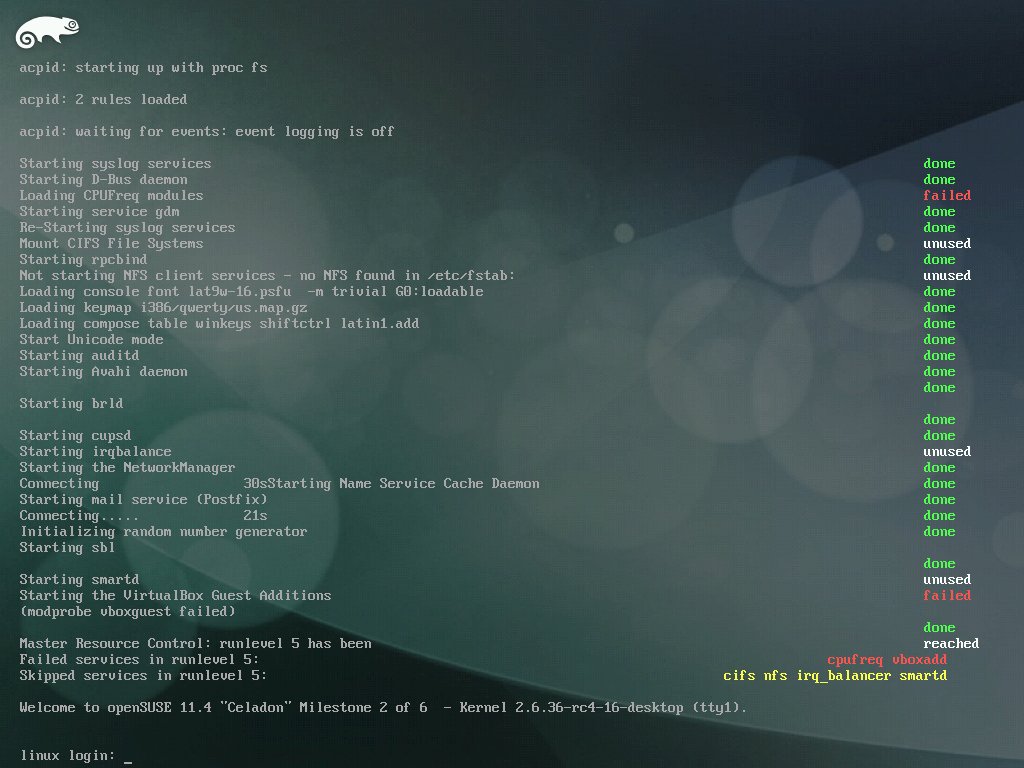 acpid: starting up with proc fs
acpid: 2 rules loaded
acpid: waiting for events: event logging is off
Starting syslog services done
Starting D-Bus daemon done
Loading CPUFreq modules failed
Starting service gdm done
Re-Starting syslog services done
Mount CIFS File Systems unused
Starting rpcbind done
Not starting NFS client services - no NFS found in /etc/fstab: unused
Loading console font lat9w-16.psfu  -m trivial G0:loadable done
Loading keymap i386/qwerty/us.map.gz done
Loading compose table winkeys shiftctrl latin1.add done
Start Unicode mode done
Starting auditd done
Starting Avahi daemon done
done
Starting brld
done
Starting cupsd done
Starting irqbalance unused
Starting the NetworkManager done
Connecting 30sStarting Name Service Cache Daemon done
Starting mail service (Postfix) done
Connecting..... 21s done
Initializing random number generator done
Starting sbl
done
Starting smartd unused
Starting the VirtualBox Guest Additions failed
(modprobe vboxguest failed)
done
Master Resource Control: runlevel 5 has been reached
Failed services in runlevel 5: cpufreq vboxadd
Skipped services in runlevel 5: cifs nfs irq_balancer smartd
Welcome to openSUSE 11.4 "Celadon" Milestone 2 of 6  - Kernel 2.6.36-rc4-16-desktop (tty1).
linux login: _